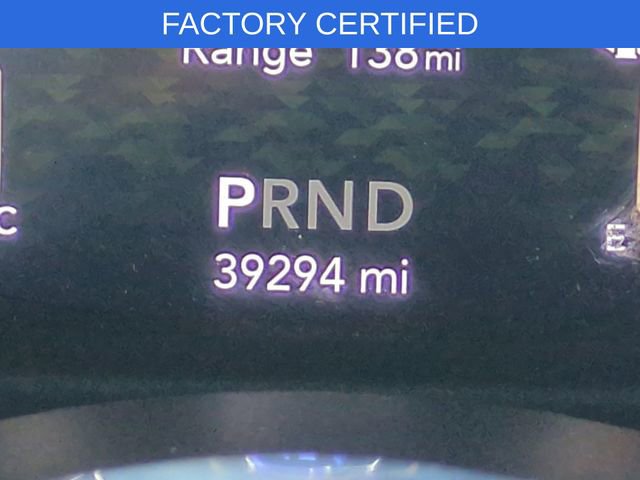 FACTORY CERTIFIED
Range 138 mi
PRND
C
E
39294 mi